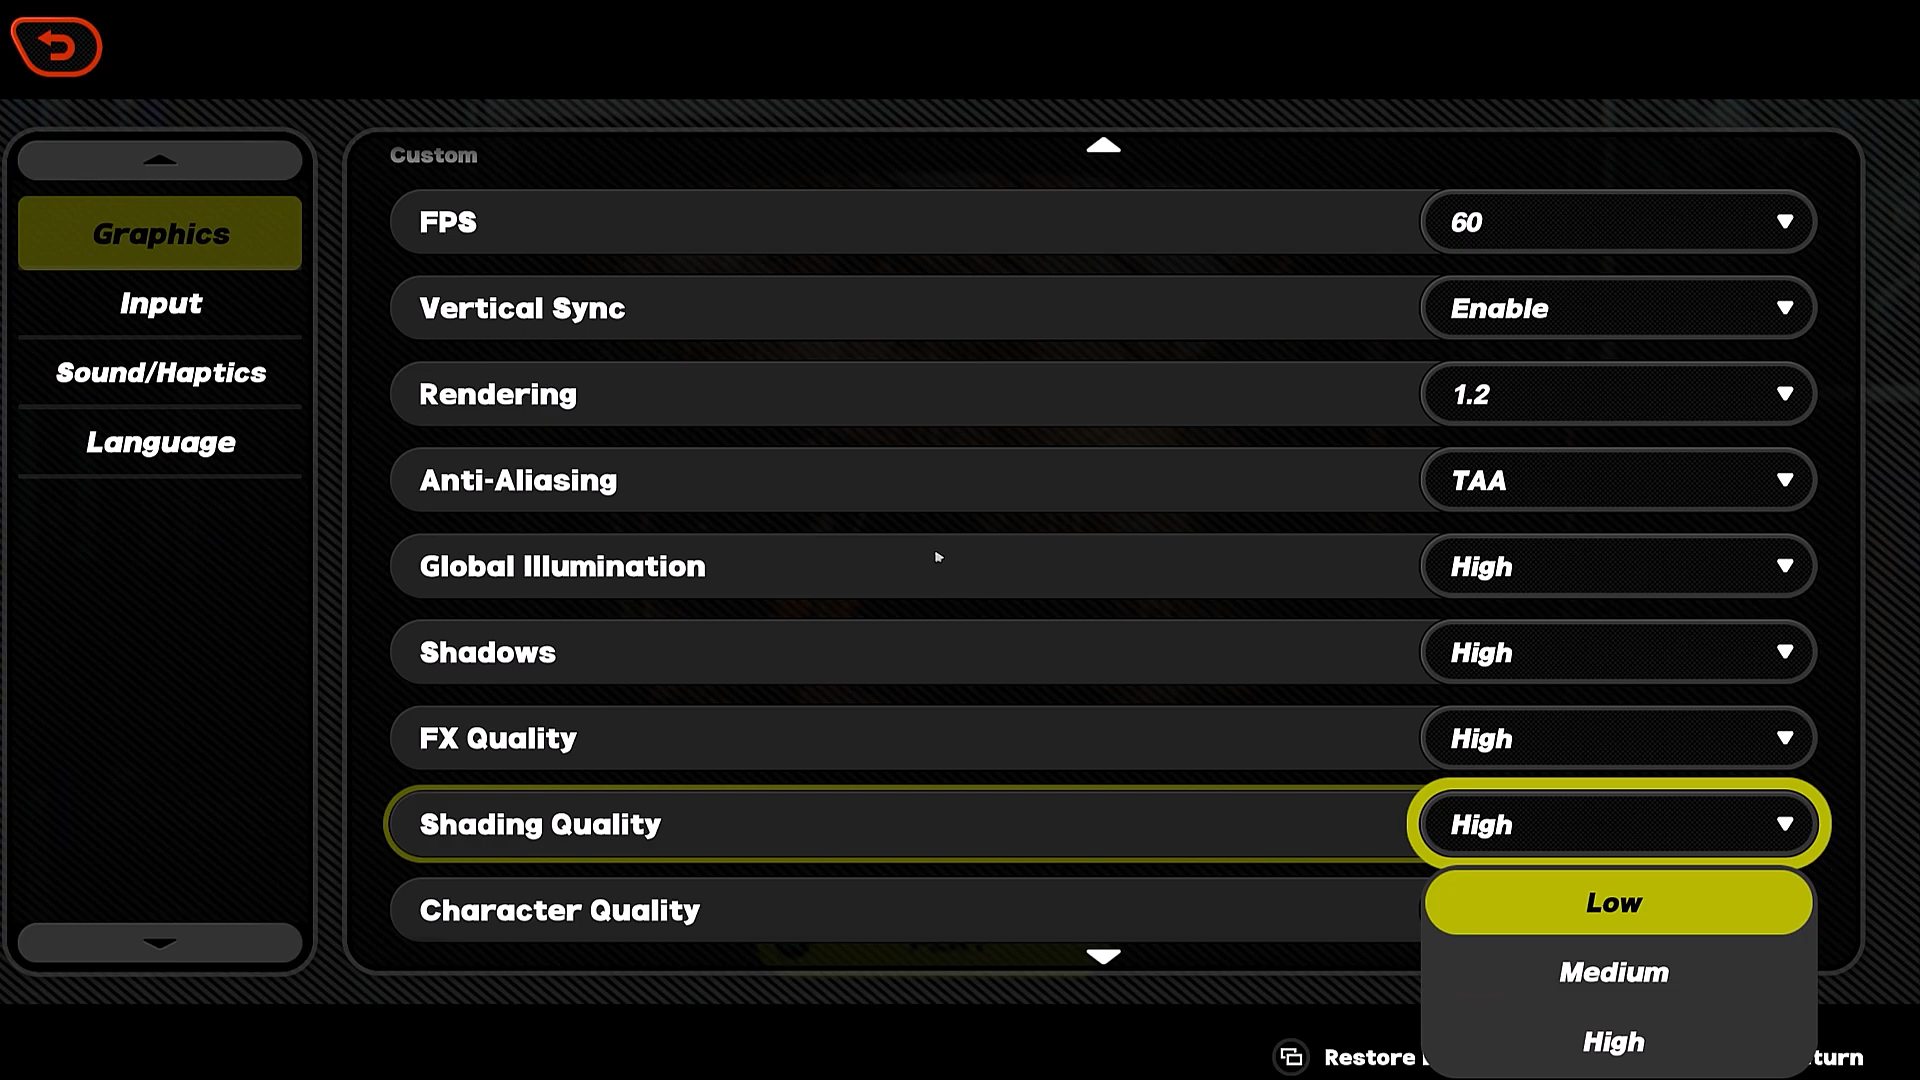 Custom
Graphics
Input
Sound/Haptics
Language
FPS 60
Vertical Sync Enable
Rendering 1.2
Anti-Aliasing TAA
Global Illumination High
Shadows High
FX Quality High
Shading Quality High
Character Quality
Low
Medium
High
Restore